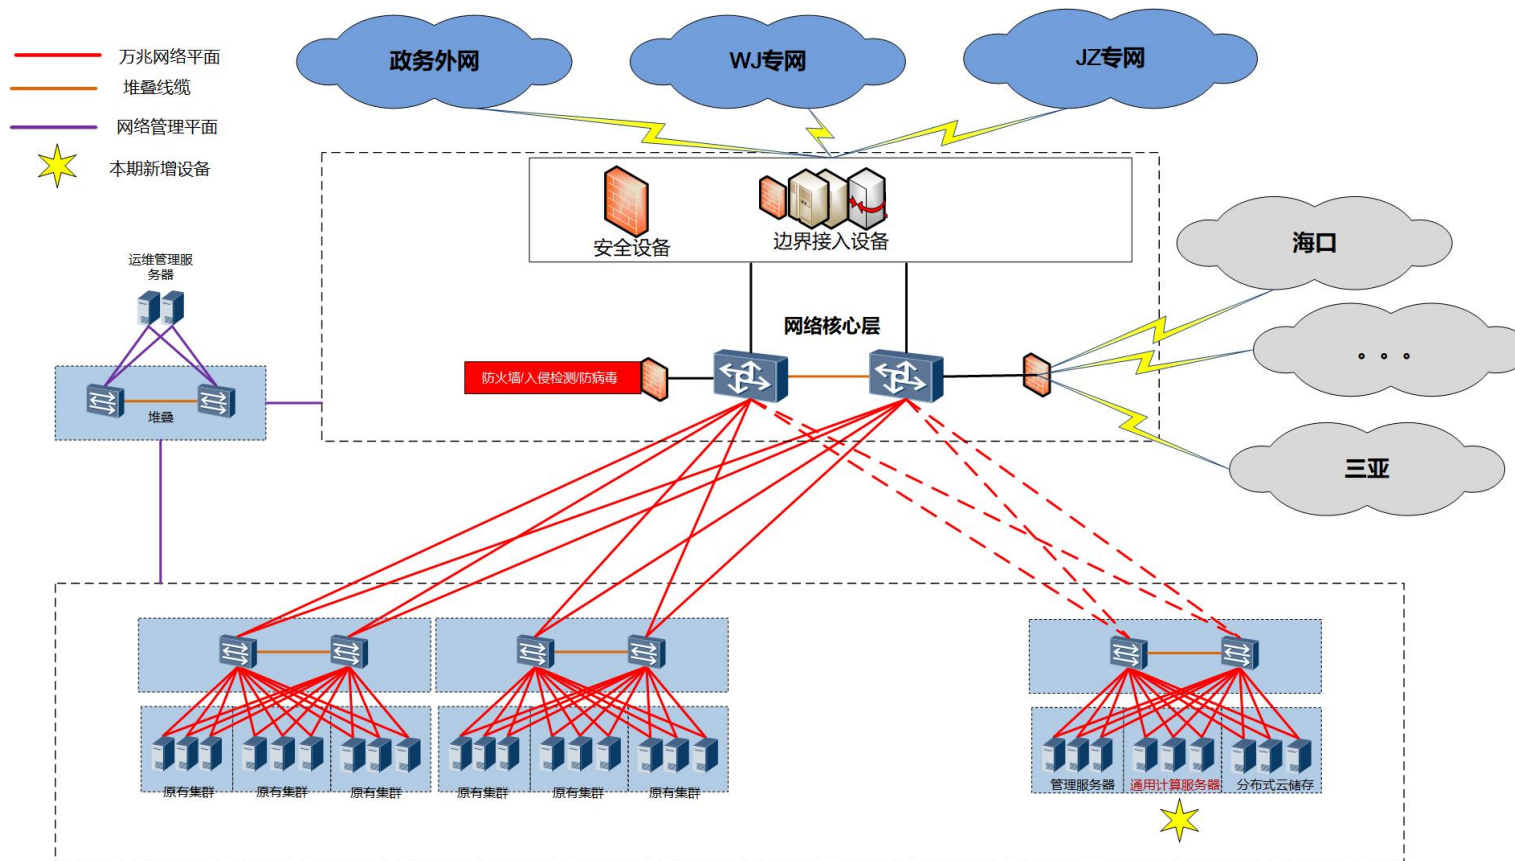 万兆网络平面
堆叠线缆
网络管理平面
本期新增设备
政务外网
WJ专网
JZ专网
安全设备
边界接入设备
海口
。。。
三亚
运维管理服
务器
堆叠
网络核心层
防火墙/入侵检测/防病毒
原有集群
原有集群
原有集群
原有集群
原有集群
原有集群
管理服务器
通用计算服务器
分布式云储存